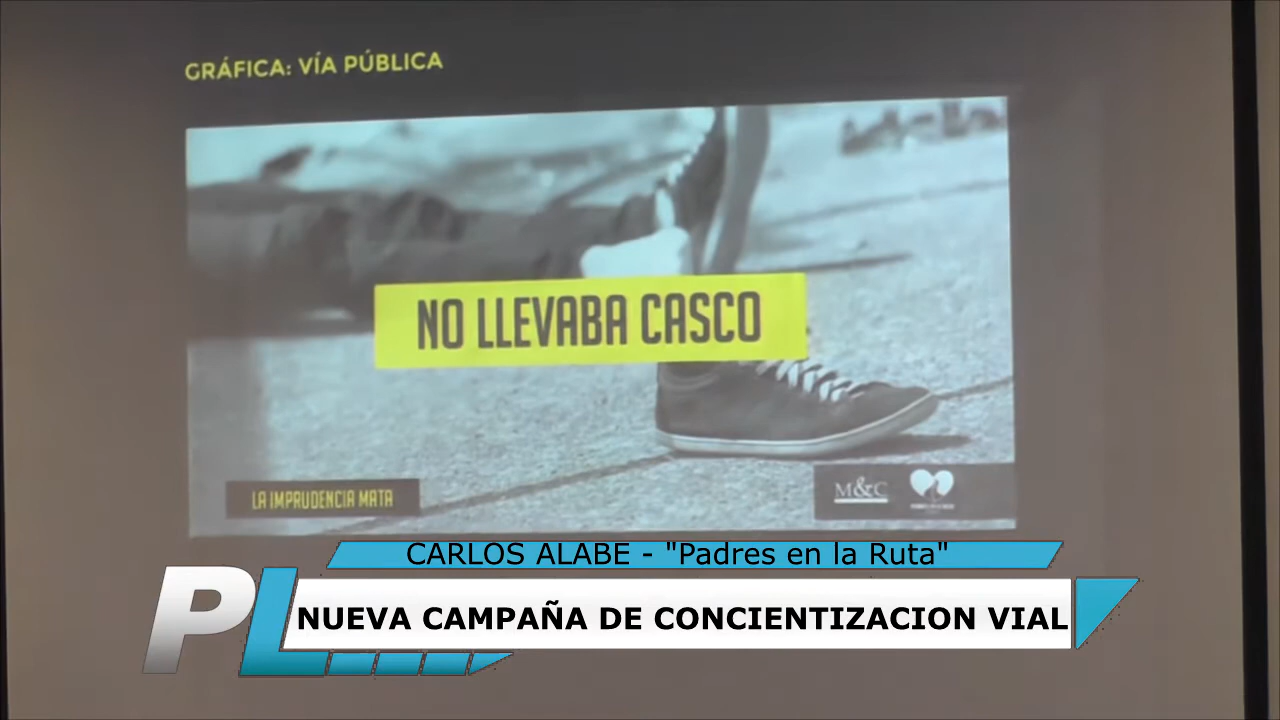 GRÁFICA: VÍA PÚBLICA
NO LLEVABA CASCO
LA IMPRUDENCIA MATA
M&C
CARLOS ALABE - "Padres en la Ruta"
PL
NUEVA CAMPAÑA DE CONCIENTIZACION VIAL